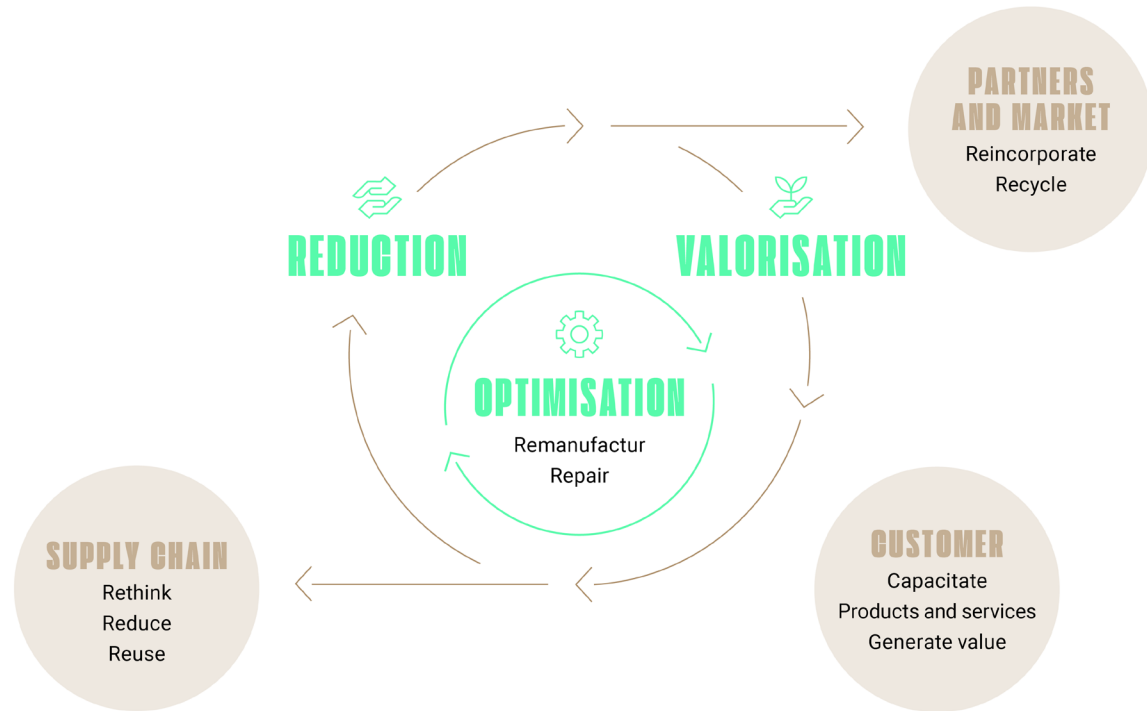 PARTNERS
AND MARKET
Reincorporate
Recycle
REDUCTION
VALORISATION
OPTIMISATION
Remanufactur
Repair
SUPPLY CHAIN
Rethink
Reduce
Reuse
CUSTOMER
Capacitate
Products and services
Generate value